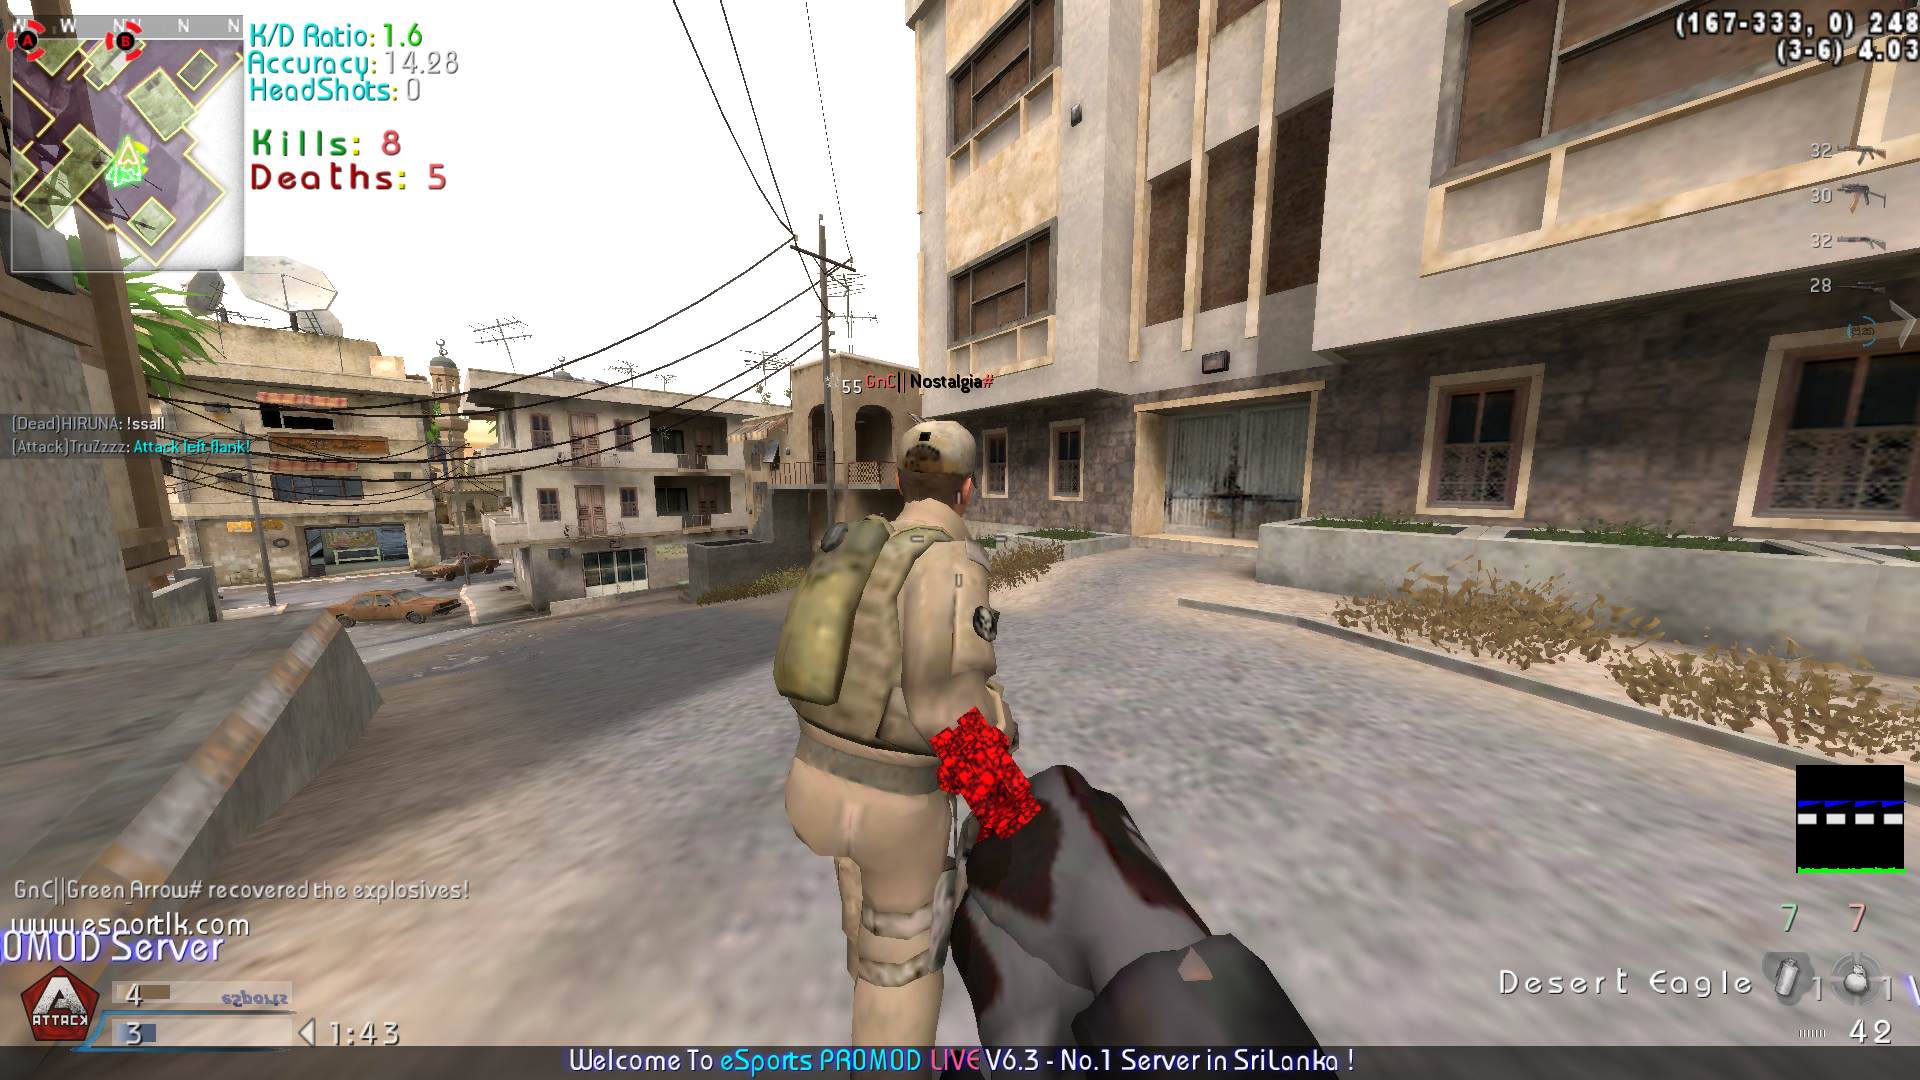 W W NW N N
A B
K/D Ratio: 1.6
Accuracy: 14.28
HeadShots: 0
Kills: 8
Deaths: 5
(167-333, 0) 248
(3-6) 4.03
32
30
32
28
55 GnC|| Nostalgia#
[Dead]HIRUNA: !ssall
[Attack]TruZzzz: Attack left flank!
GnC||Green_Arrow# recovered the explosives!
www.esportlk.com
OMOD Server
7 7
Desert Eagle 1 1
4 eSports
ATTACK
3 1:43
42
Welcome To eSports PROMOD LIVE V6.3 - No.1 Server in SriLanka !